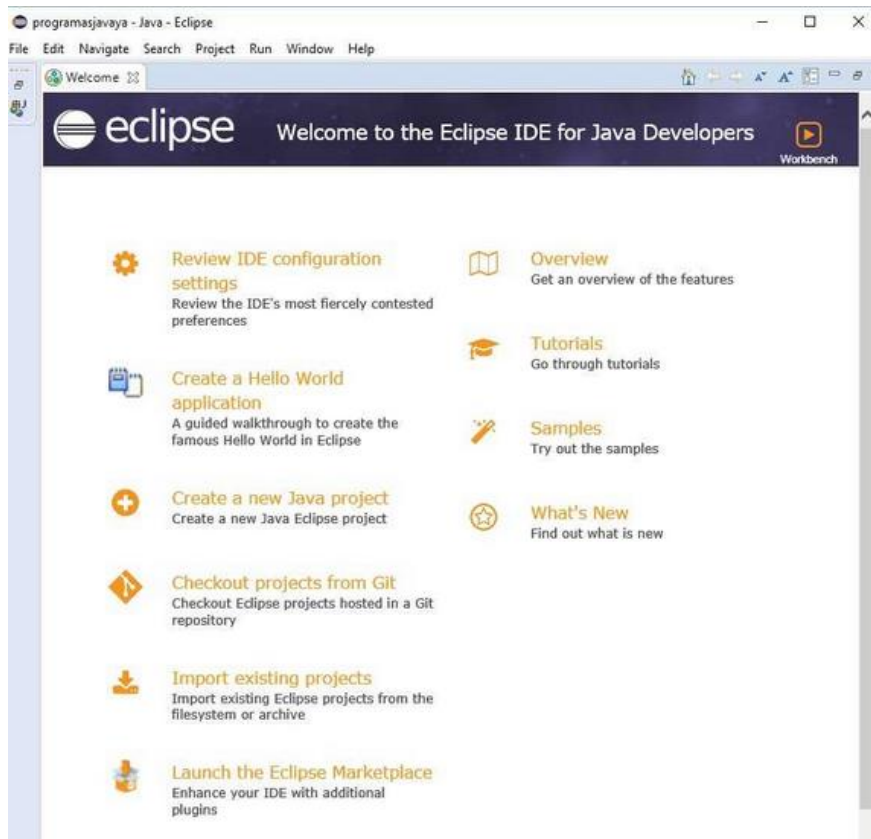 programasjavaya - Java - Eclipse
File Edit Navigate Search Project Run Window Help
Welcome
eclipse
Welcome to the Eclipse IDE for Java Developers
Workbench
Review IDE configuration
settings
Review the IDE's most fiercely contested
preferences
Create a Hello World
application
A guided walkthrough to create the
famous Hello World in Eclipse
Create a new Java project
Create a new Java Eclipse project
Checkout projects from Git
Checkout Eclipse projects hosted in a Git
repository
Import existing projects
Import existing Eclipse projects from the
filesystem or archive
Launch the Eclipse Marketplace
Enhance your IDE with additional
plugins
Overview
Get an overview of the features
Tutorials
Go through tutorials
Samples
Try out the samples
What's New
Find out what is new